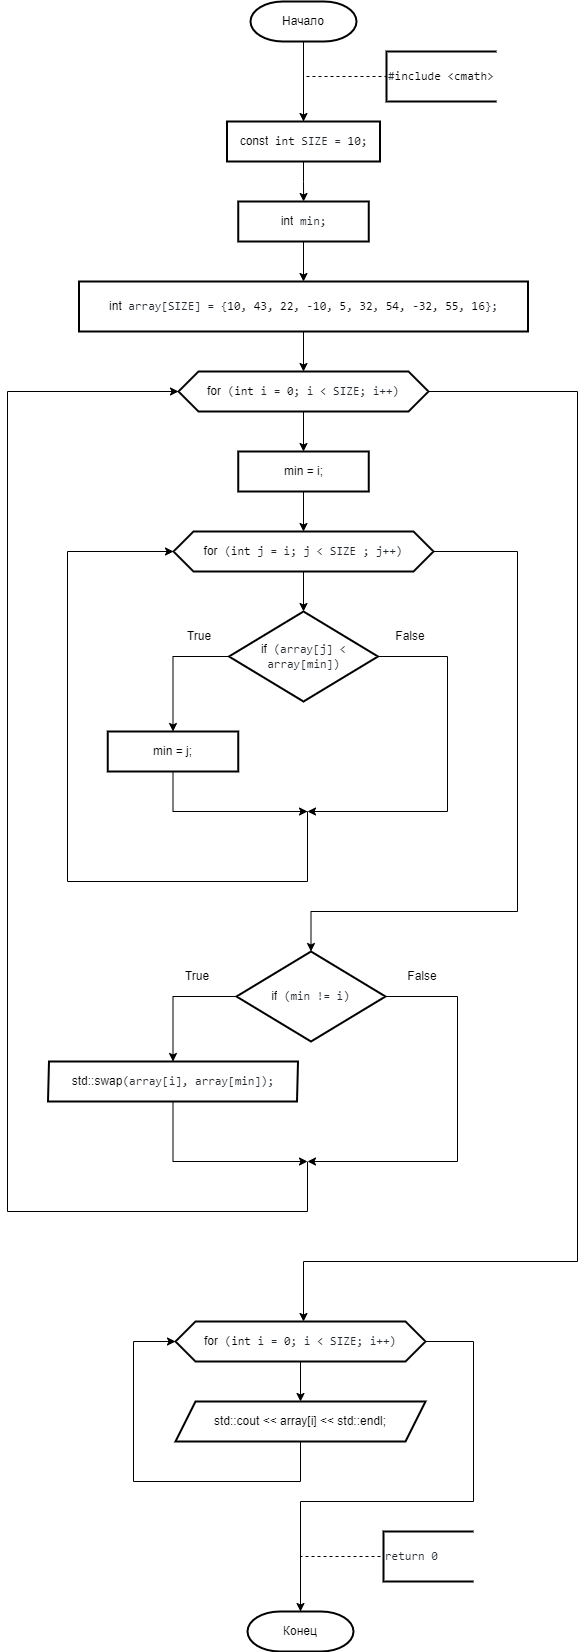 Начало
#include <cmath>
const int SIZE = 10;
int min;
int array[SIZE] = {10, 43, 22, -10, 5, 32, 54, -32, 55, 16};
for (int i = 0; i < SIZE; i++)
min = i;
for (int j = i; j < SIZE ; j++)
True
False
if (array[j] <
array[min])
min = j;
True
False
if (min != i)
std::swap(array[i], array[min]);
for (int i = 0; i < SIZE; i++)
std::cout << array[i] << std::endl;
return 0
Конец